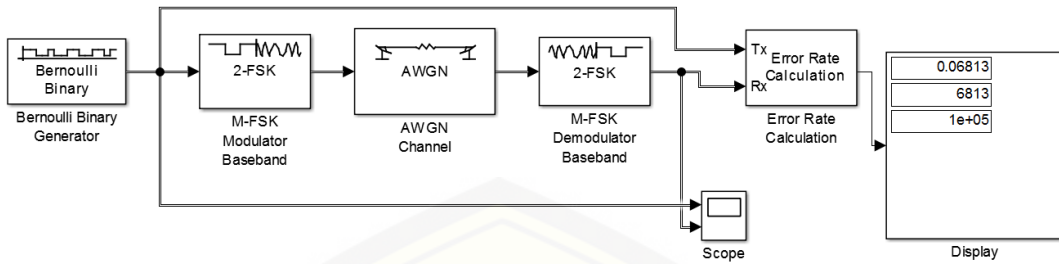 Bernoulli
Binary
Bernoulli Binary
Generator
2-FSK
M-FSK
Modulator
Baseband
AWGN
AWGN
Channel
2-FSK
M-FSK
Demodulator
Baseband
Tx
Rx
Error Rate
Calculation
Error Rate
Calculation
0.06813
6813
1e+05
Display
Scope